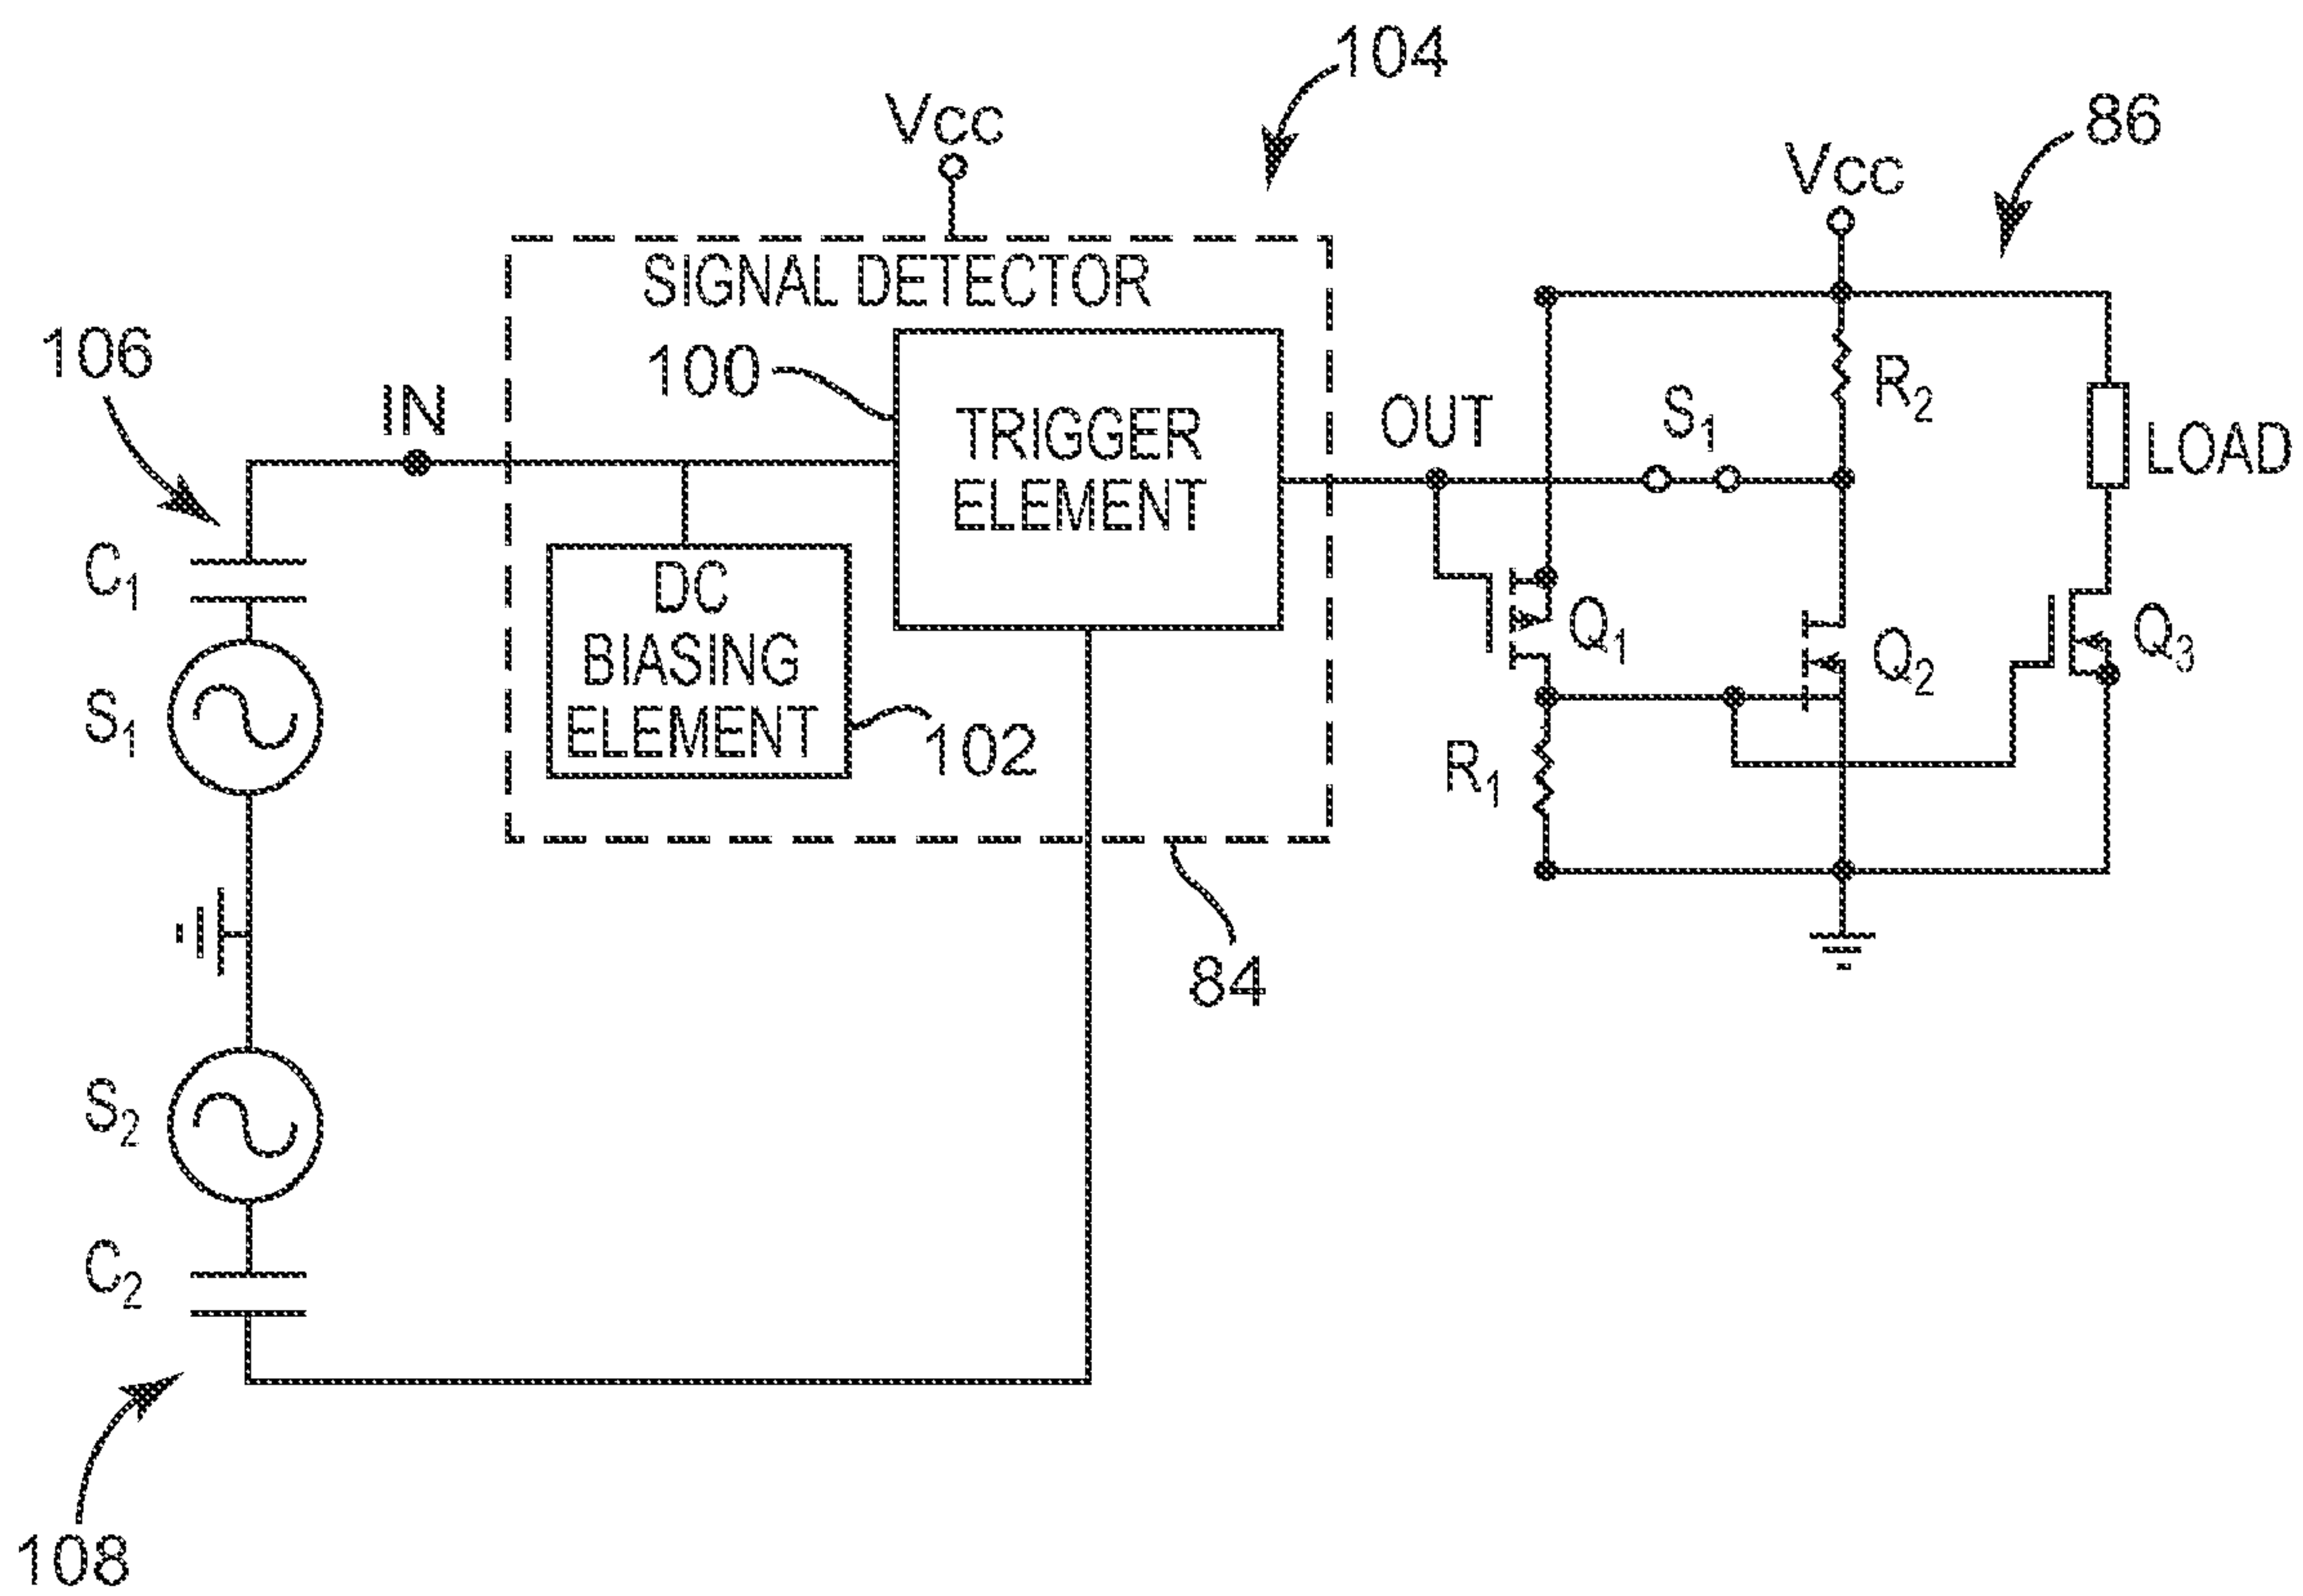 104
Vcc
86
Vcc
SIGNAL DETECTOR
106
100
IN
TRIGGER
ELEMENT
OUT
S1
R2
LOAD
C1
DC
BIASING
ELEMENT
Q1
Q2
Q3
S1
102
R1
84
S2
C2
108